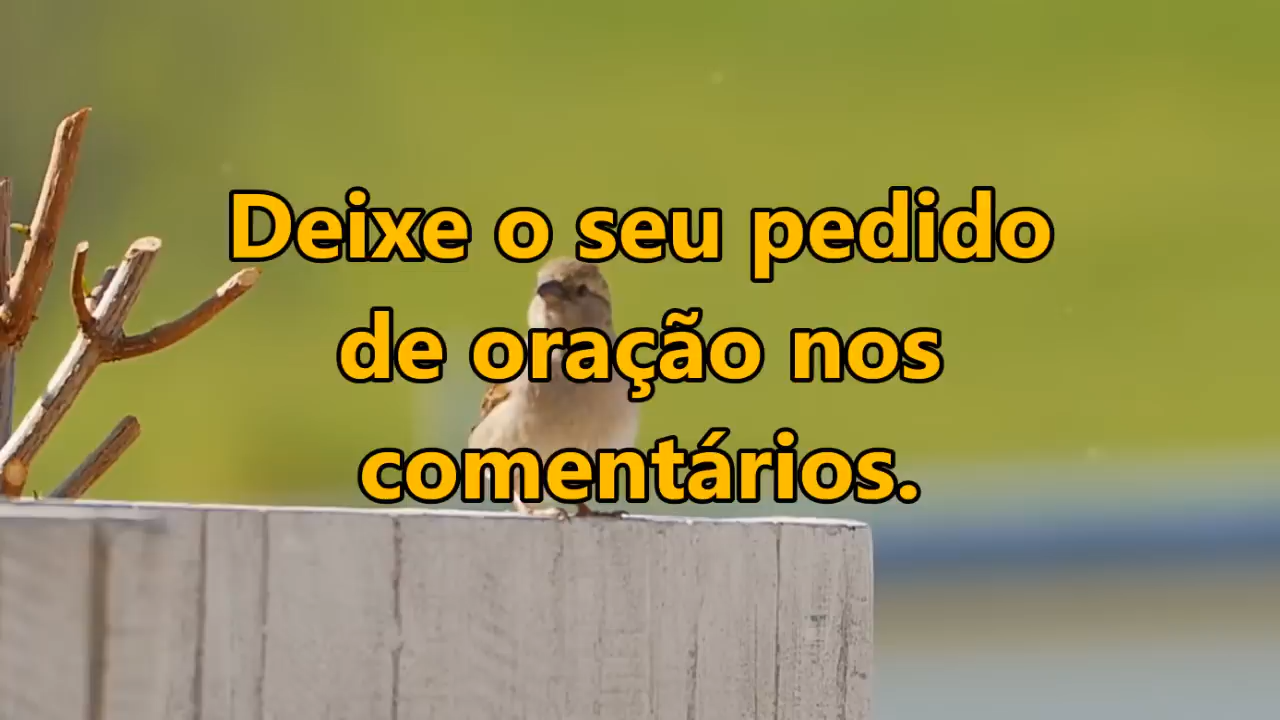 Deixe o seu pedido
de oração nos
comentários.